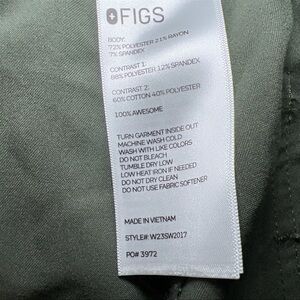 FIGS
BODY:
72% POLYESTER 21% RAYON
7% SPANDEX
CONTRAST 1:
88% POLYESTER 12% SPANDEX
CONTRAST 2:
60% COTTON 40% POLYESTER
100% AWESOME
TURN GARMENT INSIDE OUT
MACHINE WASH COLD
WASH WITH LIKE COLORS
DO NOT BLEACH
TUMBLE DRY LOW
LOW HEAT IRON IF NEEDED
DO NOT DRY CLEAN
DO NOT USE FABRIC SOFTENER
MADE IN VIETNAM
STYLE#: W23SW2017
PO# 3972